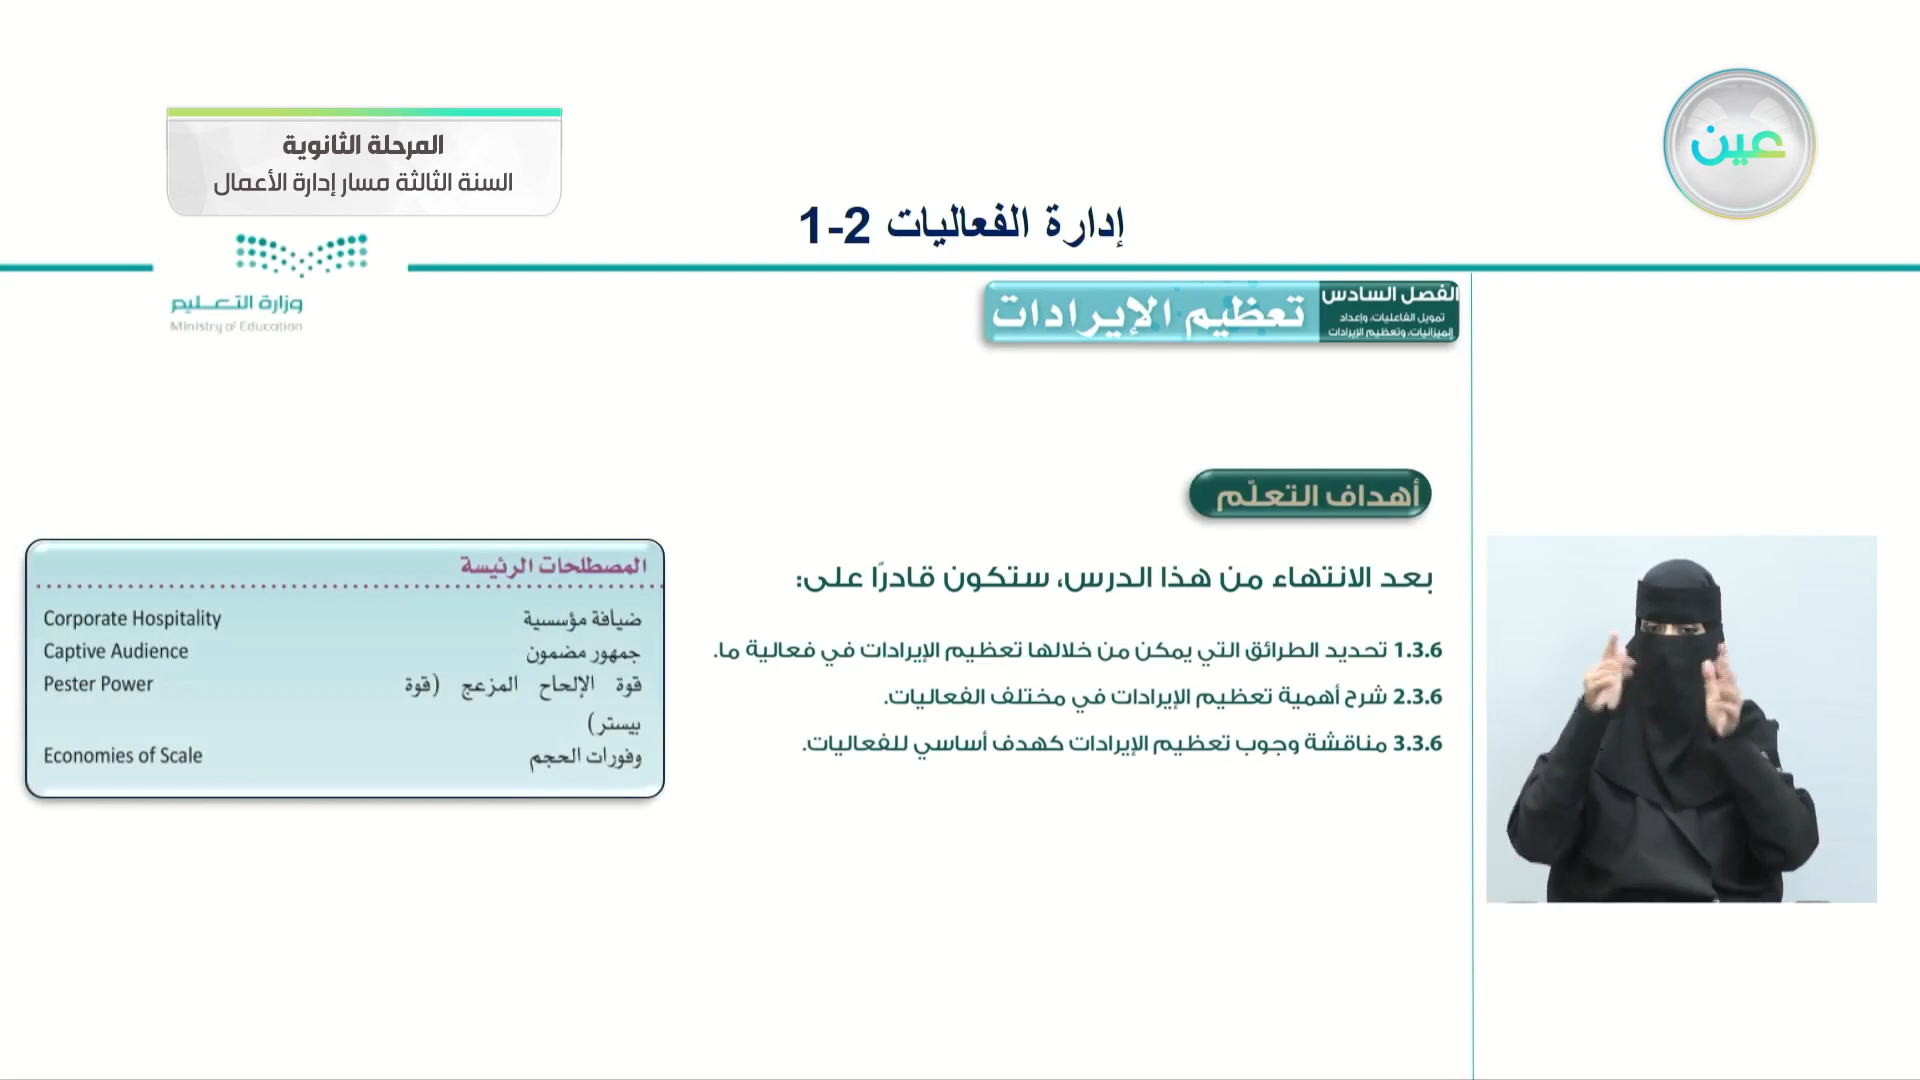 المرحلة الثانوية
السنة الثالثة مسار إدارة الأعمال
عين
إدارة الفعاليات 2-1
وزارة التعليم
Ministry of Education
الفصل السادس
تمويل الفاعليات، وإعداد
الميزانيات، وتعظيم الإيرادات
تعظيم الإيرادات
أهداف التعلّم
بعد الانتهاء من هذا الدرس، ستكون قادرًا على:
1.3.6 تحديد الطرائق التي يمكن من خلالها تعظيم الإيرادات في فعالية ما.
2.3.6 شرح أهمية تعظيم الإيرادات في مختلف الفعاليات.
3.3.6 مناقشة وجوب تعظيم الإيرادات كهدف أساسي للفعاليات.
المصطلحات الرئيسة
ضيافة مؤسسية Corporate Hospitality
جمهور مضمون Captive Audience
قوة الإلحاح المزعج (قوة Pester Power
بيستر)
وفورات الحجم Economies of Scale